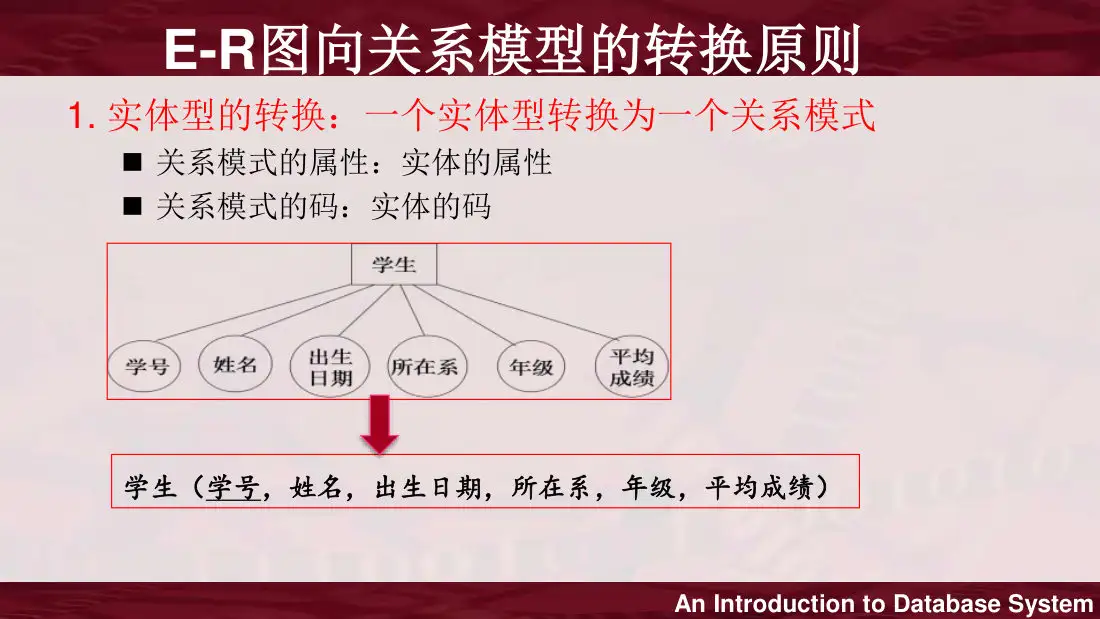 E-R图向关系模型的转换原则
1. 实体型的转换：一个实体型转换为一个关系模式
■ 关系模式的属性：实体的属性
■ 关系模式的码：实体的码
学生
学号 姓名 出生日期 所在系 年级 平均成绩
学生（学号，姓名，出生日期，所在系，年级，平均成绩）
An Introduction to Database System